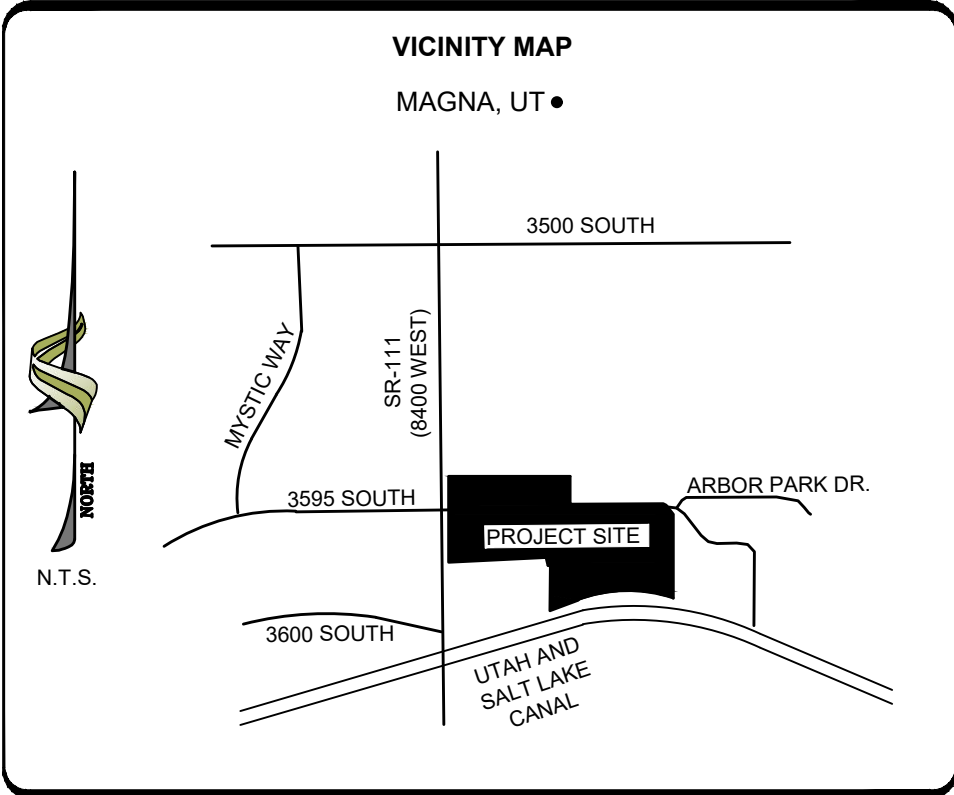 VICINITY MAP
MAGNA, UT
3500 SOUTH
MYSTIC WAY
SR-111
(8400 WEST)
NORTH
N.T.S.
3595 SOUTH
ARBOR PARK DR.
PROJECT SITE
3600 SOUTH
UTAH AND
SALT LAKE
CANAL